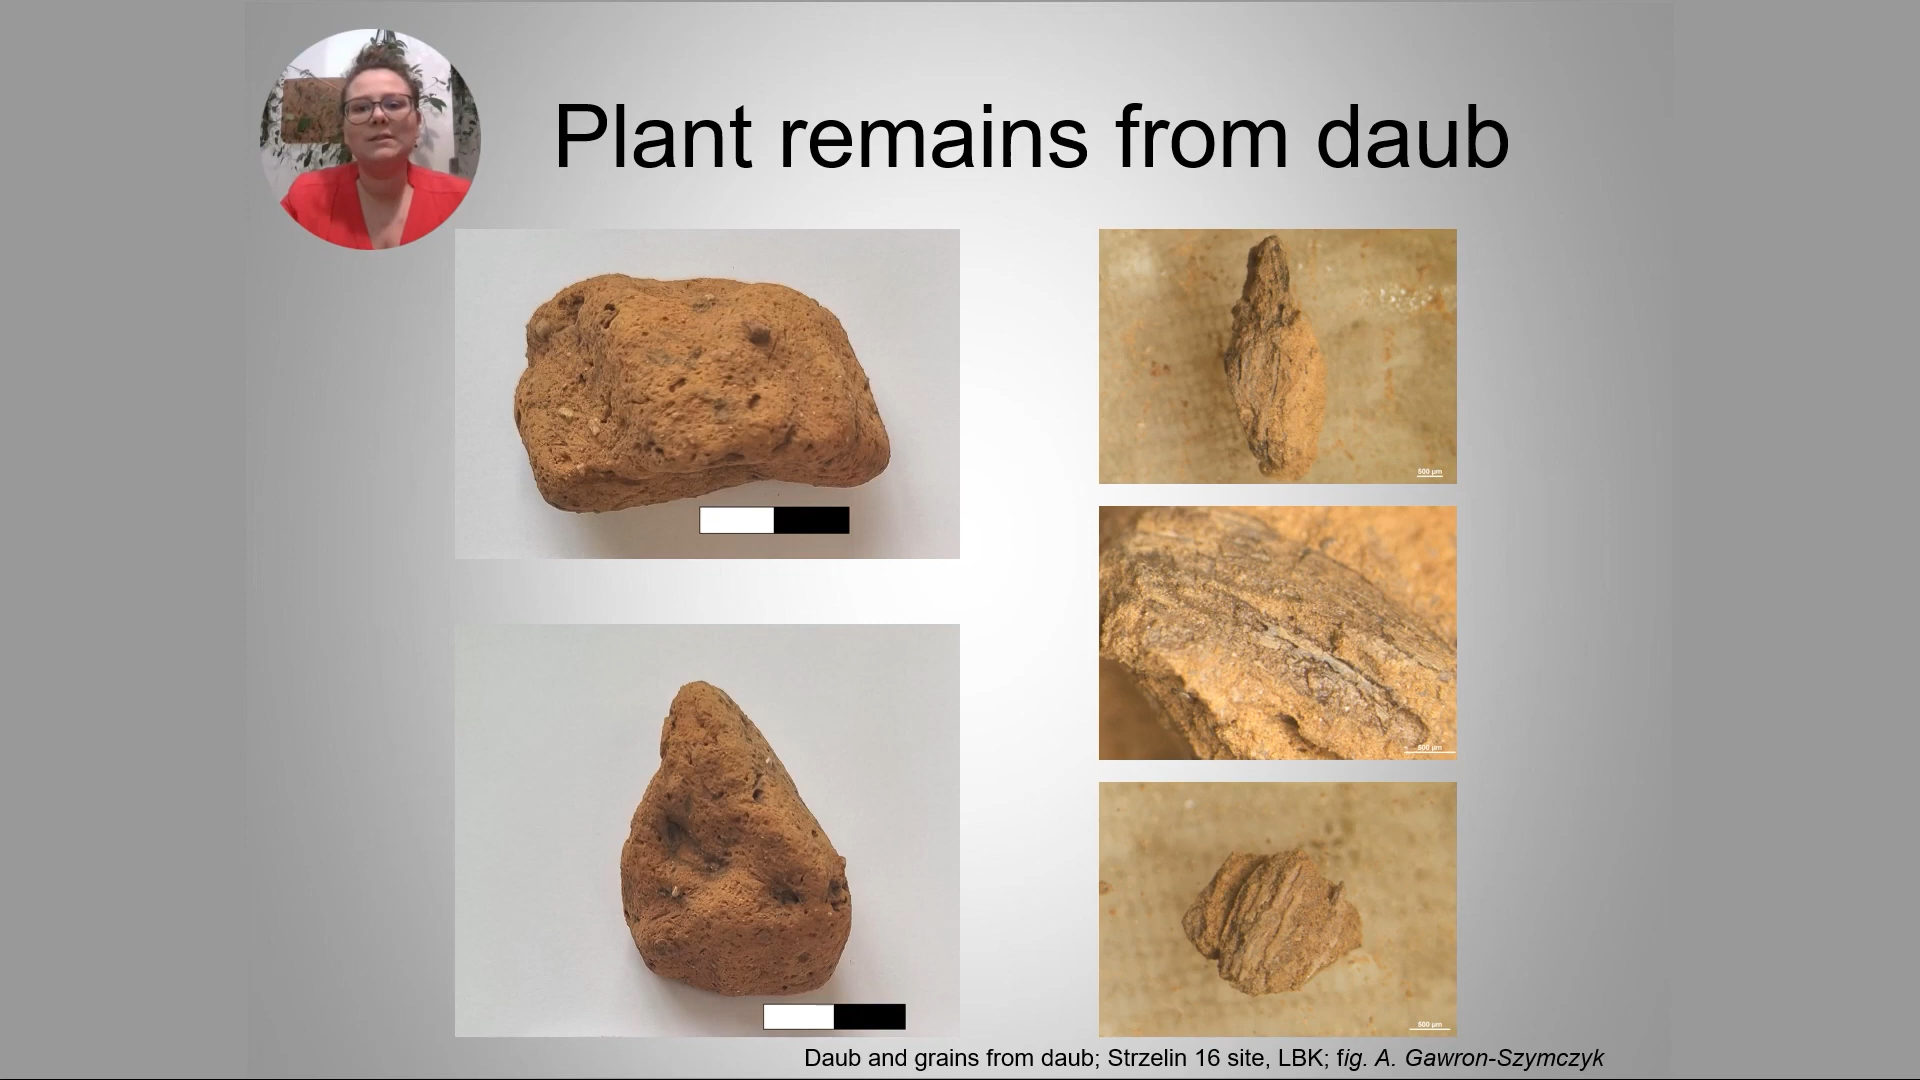 Plant remains from daub
500 µm
500 µm
500 µm
Daub and grains from daub; Strzelin 16 site, LBK; fig. A. Gawron-Szymczyk